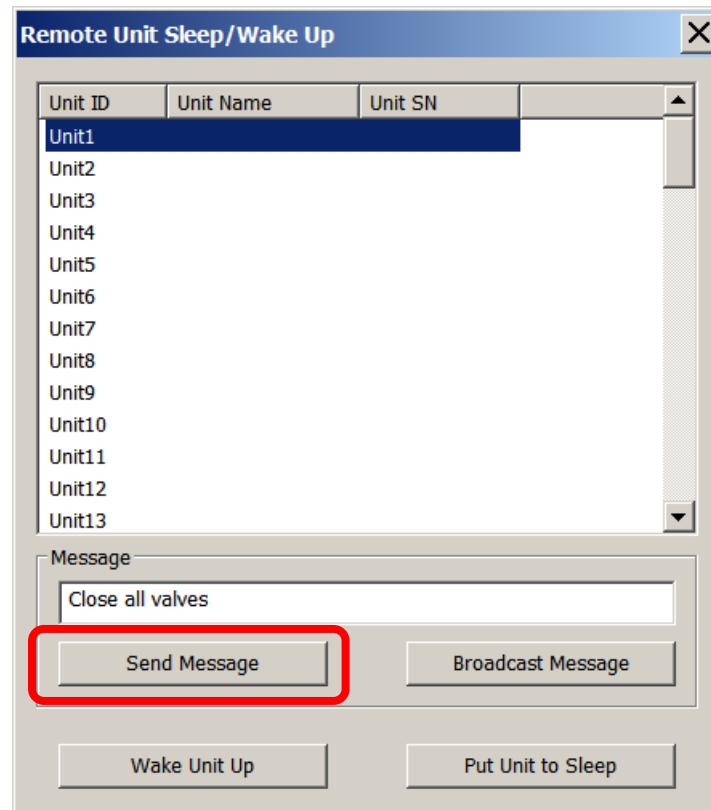 Remote Unit Sleep/Wake Up
Unit ID Unit Name Unit SN
Unit1
Unit2
Unit3
Unit4
Unit5
Unit6
Unit7
Unit8
Unit9
Unit10
Unit11
Unit12
Unit13
Message
Close all valves
Send Message Broadcast Message
Wake Unit Up Put Unit to Sleep